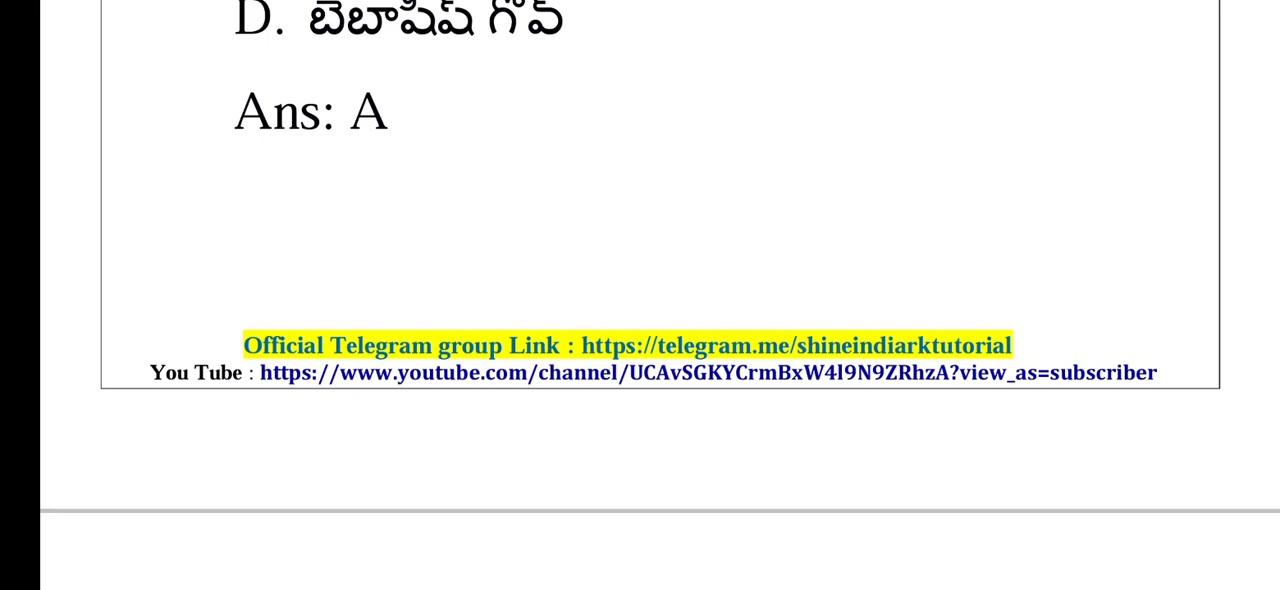 D. బెబాషిష్ గోవ్
Ans: A
Official Telegram group Link : https://telegram.me/shineindiarktutorial
You Tube : https://www.youtube.com/channel/UCAvSGKYCrmBxW4l9N9ZRhzA?view_as=subscriber